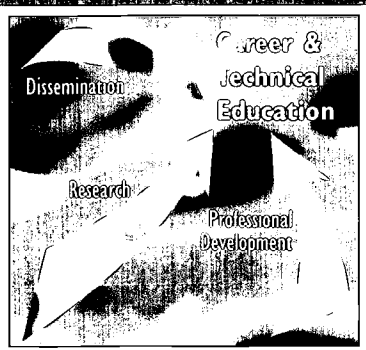 Career &
Technical
Education
Dissemination
Research
Professional
Development